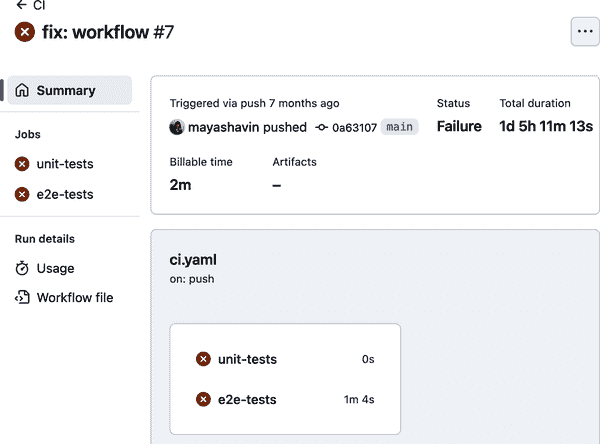 ← CI
fix: workflow #7
...
Summary
Jobs
unit-tests
e2e-tests
Run details
Usage
Workflow file
Triggered via push 7 months ago
mayashavin pushed 0a63107 main
Status
Failure
Total duration
1d 5h 11m 13s
Billable time
2m
Artifacts
–
ci.yaml
on: push
unit-tests 0s
e2e-tests 1m 4s